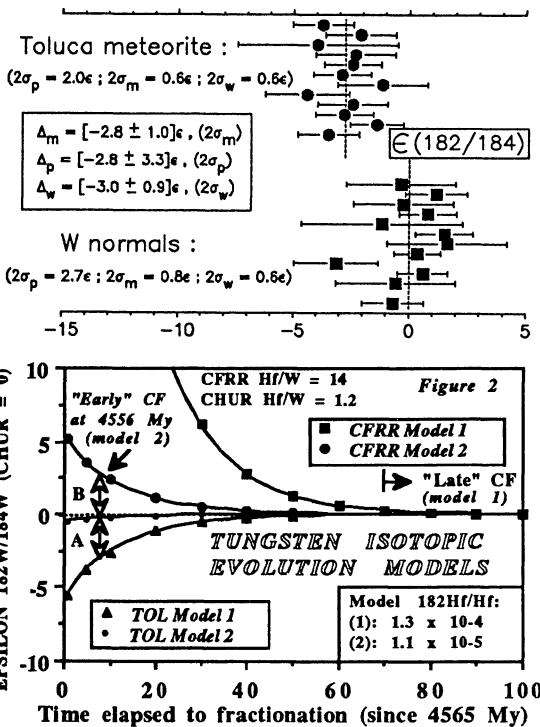 Toluca meteorite :
(2σp = 2.0ϵ ; 2σm = 0.6ϵ ; 2σw = 0.6ϵ)
Δm = [-2.8 ± 1.0]ϵ , (2σm)
Δp = [-2.8 ± 3.3]ϵ , (2σp)
Δw = [-3.0 ± 0.9]ϵ , (2σw)
ϵ(182/184)
W normals :
(2σp = 2.7ϵ ; 2σm = 0.8ϵ ; 2σw = 0.6ϵ)
-15 -10 -5 0 5
EPSILON 182W/184W (CHUR = 0)
10
5
0
-5
-10
CFRR Hf/W = 14
CHUR Hf/W = 1.2
Figure 2
"Early" CF
at 4556 My
(model 2)
CFRR Model 1
CFRR Model 2
"Late" CF
(model 1)
B
A
TUNGSTEN ISOTOPIC
EVOLUTION MODELS
TOL Model 1
TOL Model 2
Model 182Hf/Hf:
(1): 1.3 x 10-4
(2): 1.1 x 10-5
0 20 40 60 80 100
Time elapsed to fractionation (since 4565 My)